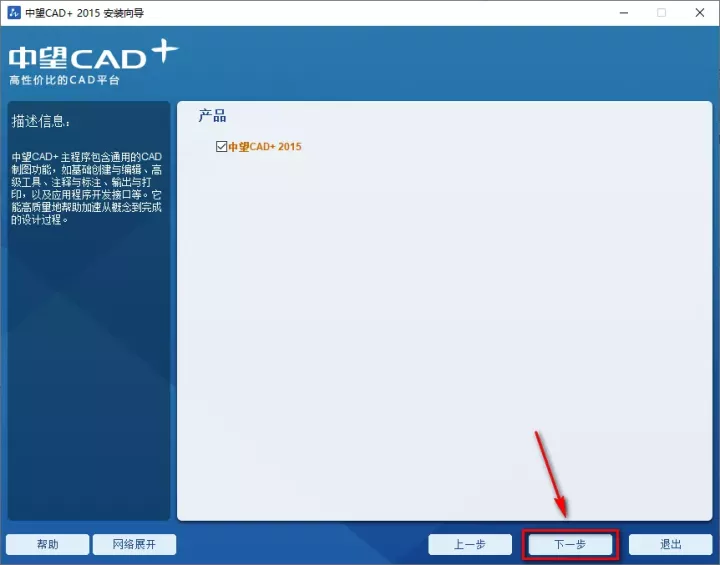 中望CAD+ 2015 安装向导
中望CAD+
高性价比的CAD平台
描述信息：
中望CAD+ 主程序包含通用的CAD
制图功能，如基础创建与编辑、高
级工具、注释与标注、输出与打
印，以及应用程序开发接口等。它
能高质量地帮助加速从概念到完成
的设计过程。
产品
中望CAD+ 2015
帮助
网络展开
上一步
下一步
退出